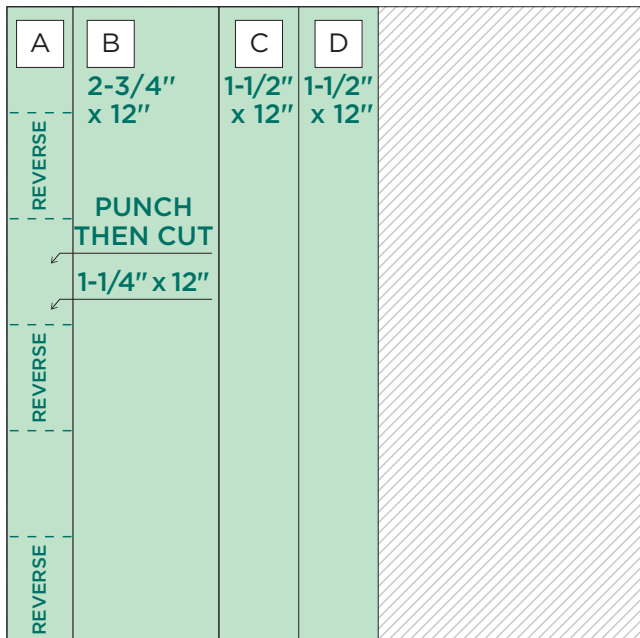 A
B
C
D
2-3/4"
x 12"
1-1/2"
x 12"
1-1/2"
x 12"
REVERSE
PUNCH
THEN CUT
1-1/4" x 12"
REVERSE
REVERSE